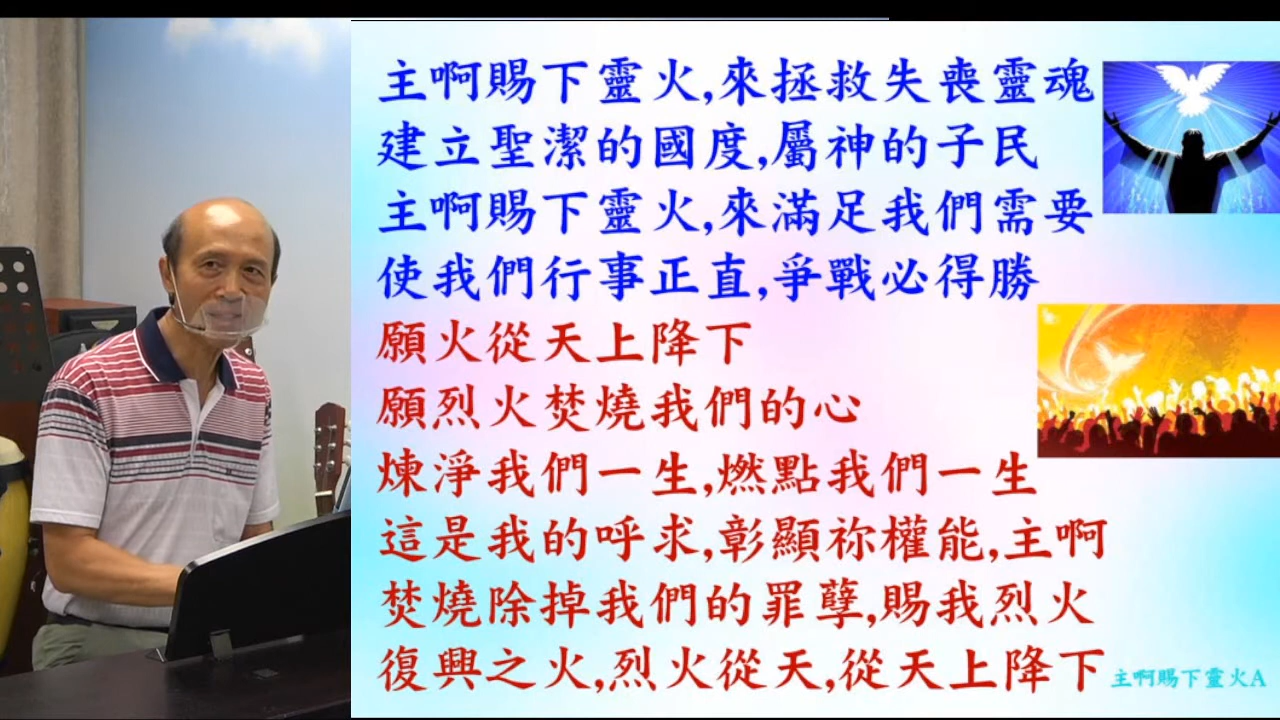 主啊賜下靈火,來拯救失喪靈魂
建立聖潔的國度,屬神的子民
主啊賜下靈火,來滿足我們需要
使我們行事正直,爭戰必得勝
願火從天上降下
願烈火焚燒我們的心
煉淨我們一生,燃點我們一生
這是我的呼求,彰顯祢權能,主啊
焚燒除掉我們的罪孽,賜我烈火
復興之火,烈火從天,從天上降下
主啊賜下靈火A